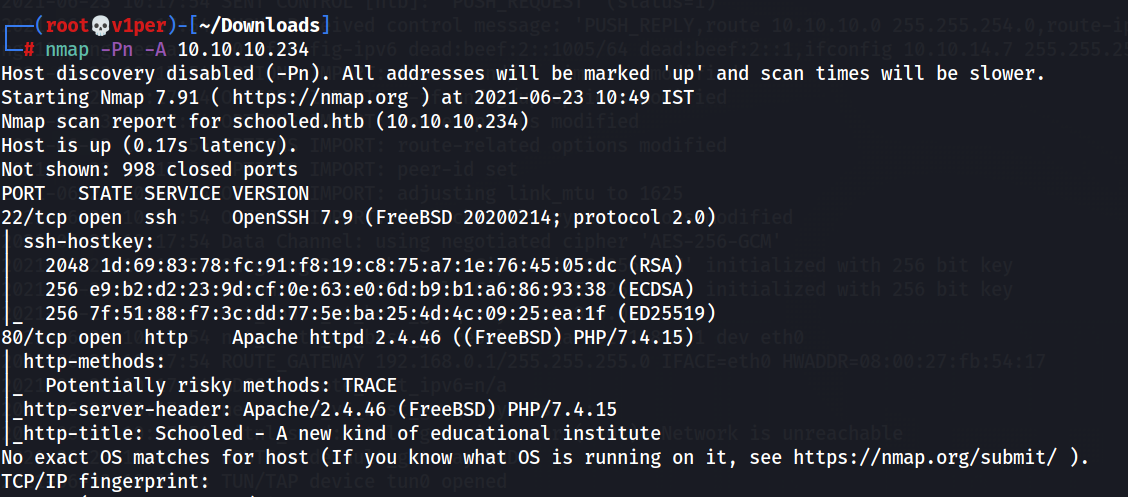 (root💀v1per)-[~/Downloads]
# nmap -Pn -A 10.10.10.234
Host discovery disabled (-Pn). All addresses will be marked 'up' and scan times will be slower.
Starting Nmap 7.91 ( https://nmap.org ) at 2021-06-23 10:49 IST
Nmap scan report for schooled.htb (10.10.10.234)
Host is up (0.17s latency).
Not shown: 998 closed ports
PORT   STATE SERVICE VERSION
22/tcp open  ssh     OpenSSH 7.9 (FreeBSD 20200214; protocol 2.0)
| ssh-hostkey:
|   2048 1d:69:83:78:fc:91:f8:19:c8:75:a7:1e:76:45:05:dc (RSA)
|   256 e9:b2:d2:23:9d:cf:0e:63:e0:6d:b9:b1:a6:86:93:38 (ECDSA)
|_  256 7f:51:88:f7:3c:dd:77:5e:ba:25:4d:4c:09:25:ea:1f (ED25519)
80/tcp open  http    Apache httpd 2.4.46 ((FreeBSD) PHP/7.4.15)
| http-methods:
|_  Potentially risky methods: TRACE
|_http-server-header: Apache/2.4.46 (FreeBSD) PHP/7.4.15
|_http-title: Schooled - A new kind of educational institute
No exact OS matches for host (If you know what OS is running on it, see https://nmap.org/submit/ ).
TCP/IP fingerprint: